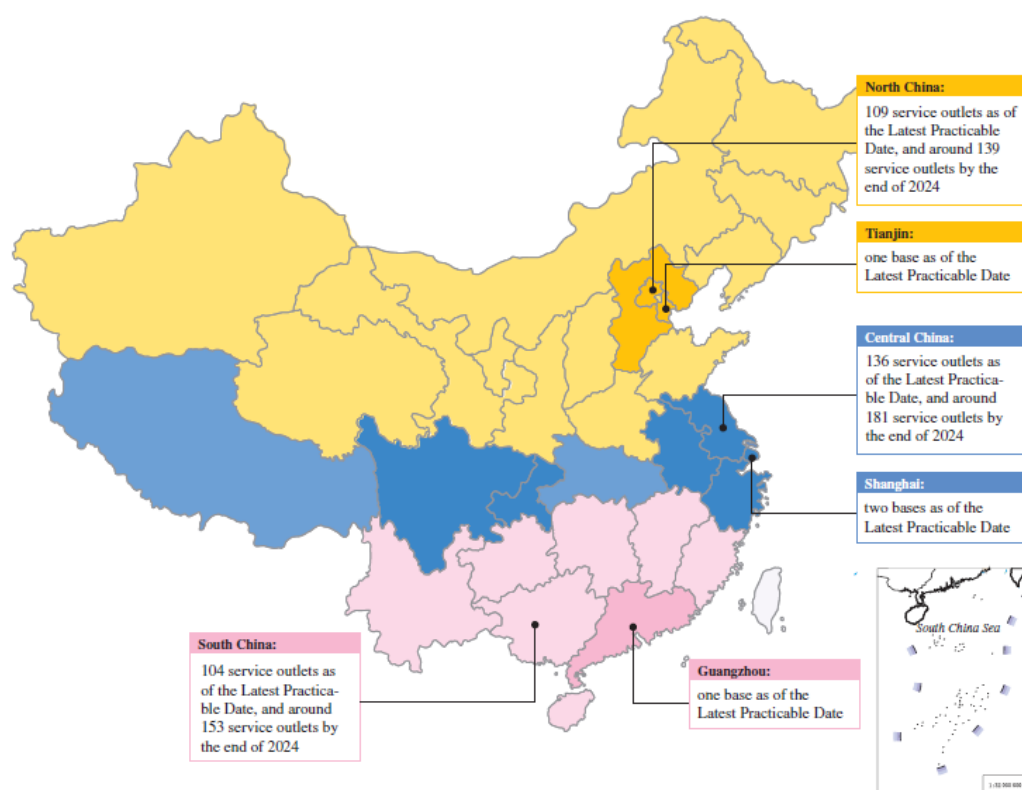 North China:
109 service outlets as of
the Latest Practicable
Date, and around 139
service outlets by the
end of 2024
Tianjin:
one base as of the
Latest Practicable Date
Central China:
136 service outlets as
of the Latest Practica-
ble Date, and around
181 service outlets by
the end of 2024
Shanghai:
two bases as of the
Latest Practicable Date
South China Sea
South China:
104 service outlets as
of the Latest Practica-
ble Date, and around
153 service outlets by
the end of 2024
Guangzhou:
one base as of the
Latest Practicable Date